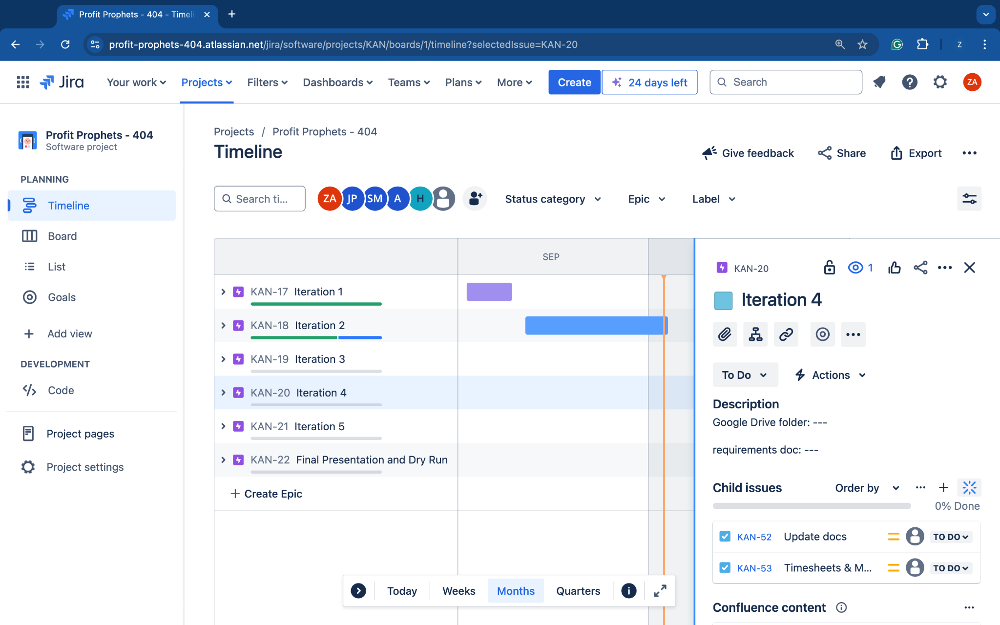 Profit Prophets - 404 - Timeli
profit-prophets-404.atlassian.net/jira/software/projects/KAN/boards/1/timeline?selectedIssue=KAN-20
Z
Jira
Your work
Projects
Filters
Dashboards
Teams
Plans
More
Create
24 days left
Search
ZA
Profit Prophets - 404
Software project
PLANNING
Timeline
Board
List
Goals
Add view
DEVELOPMENT
Code
Project pages
Project settings
Projects / Profit Prophets - 404
Timeline
Give feedback
Share
Export
Search ti...
ZA
JP
SM
A
H
Status category
Epic
Label
SEP
KAN-17 Iteration 1
KAN-18 Iteration 2
KAN-19 Iteration 3
KAN-20 Iteration 4
KAN-21 Iteration 5
KAN-22 Final Presentation and Dry Run
+ Create Epic
Today
Weeks
Months
Quarters
KAN-20
1
Iteration 4
To Do
Actions
Description
Google Drive folder: ---
requirements doc: ---
Child issues
Order by
0% Done
KAN-52 Update docs TO DO
KAN-53 Timesheets & M... TO DO
Confluence content